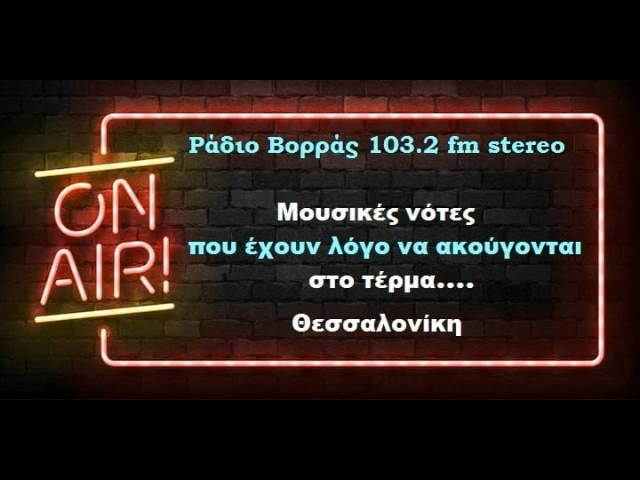 ON
AIR!
Ράδιο Βορράς 103.2 fm stereo
Μουσικές νότες
που έχουν λόγο να ακούγονται
στο τέρμα....
Θεσσαλονίκη